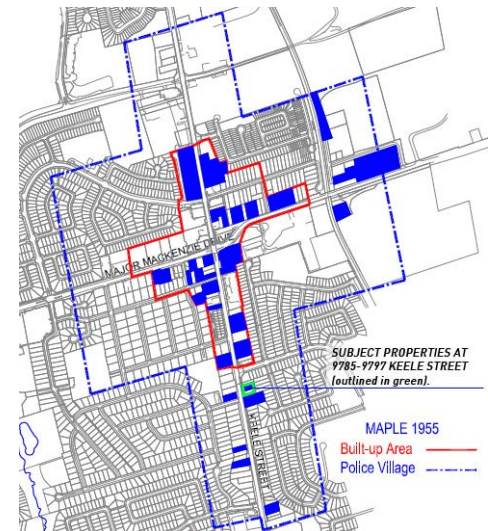 MAJOR MACKENZIE DRIVE
SUBJECT PROPERTIES AT
9785-9797 KEELE STREET
(outlined in green).
KEELE STREET
MAPLE 1955
Built-up Area
Police Village